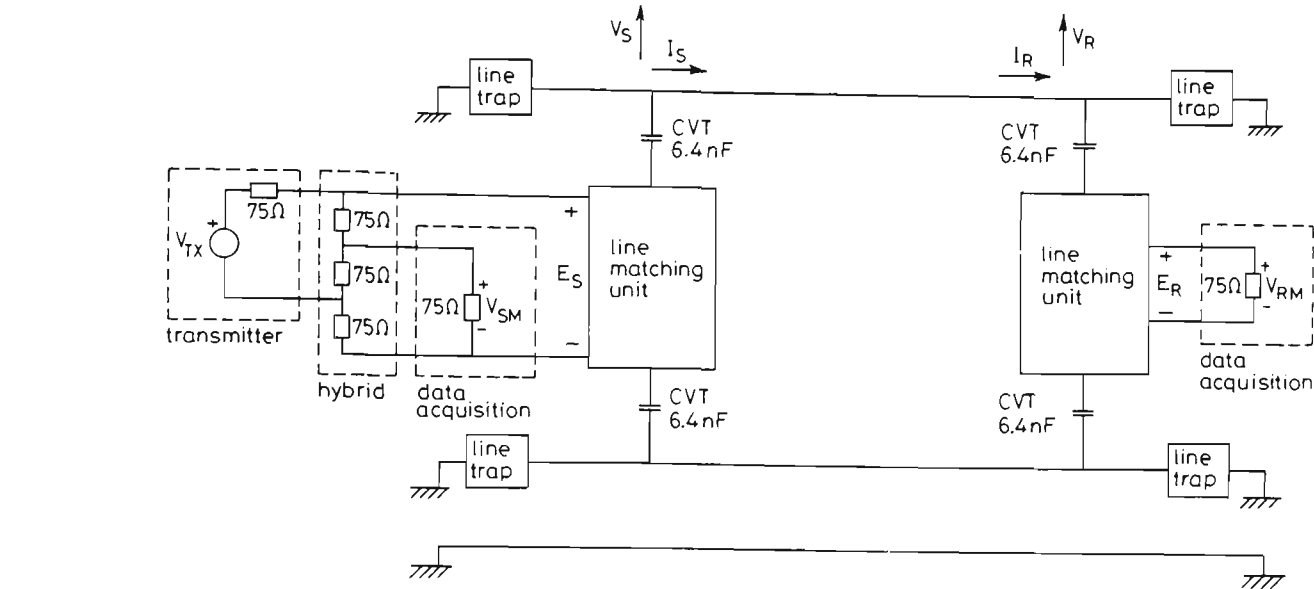 V_S
I_S
I_R
V_R
line
trap
line
trap
CVT
6.4nF
CVT
6.4nF
75Ω
V_TX
+
transmitter
75Ω
75Ω
75Ω
hybrid
75Ω
+
V_SM
-
data
acquisition
+
E_S
−
line
matching
unit
line
matching
unit
+
E_R
−
75Ω
+
V_RM
-
data
acquisition
CVT
6.4nF
CVT
6.4nF
line
trap
line
trap